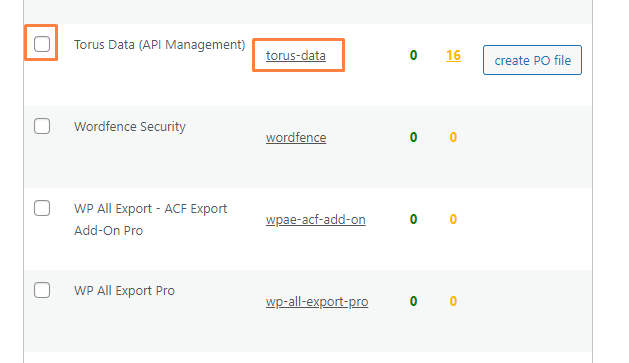 Torus Data (API Management) torus-data 0 16 create PO file
Wordfence Security wordfence 0 0
WP All Export - ACF Export
Add-On Pro wpae-acf-add-on 0 0
WP All Export Pro wp-all-export-pro 0 0